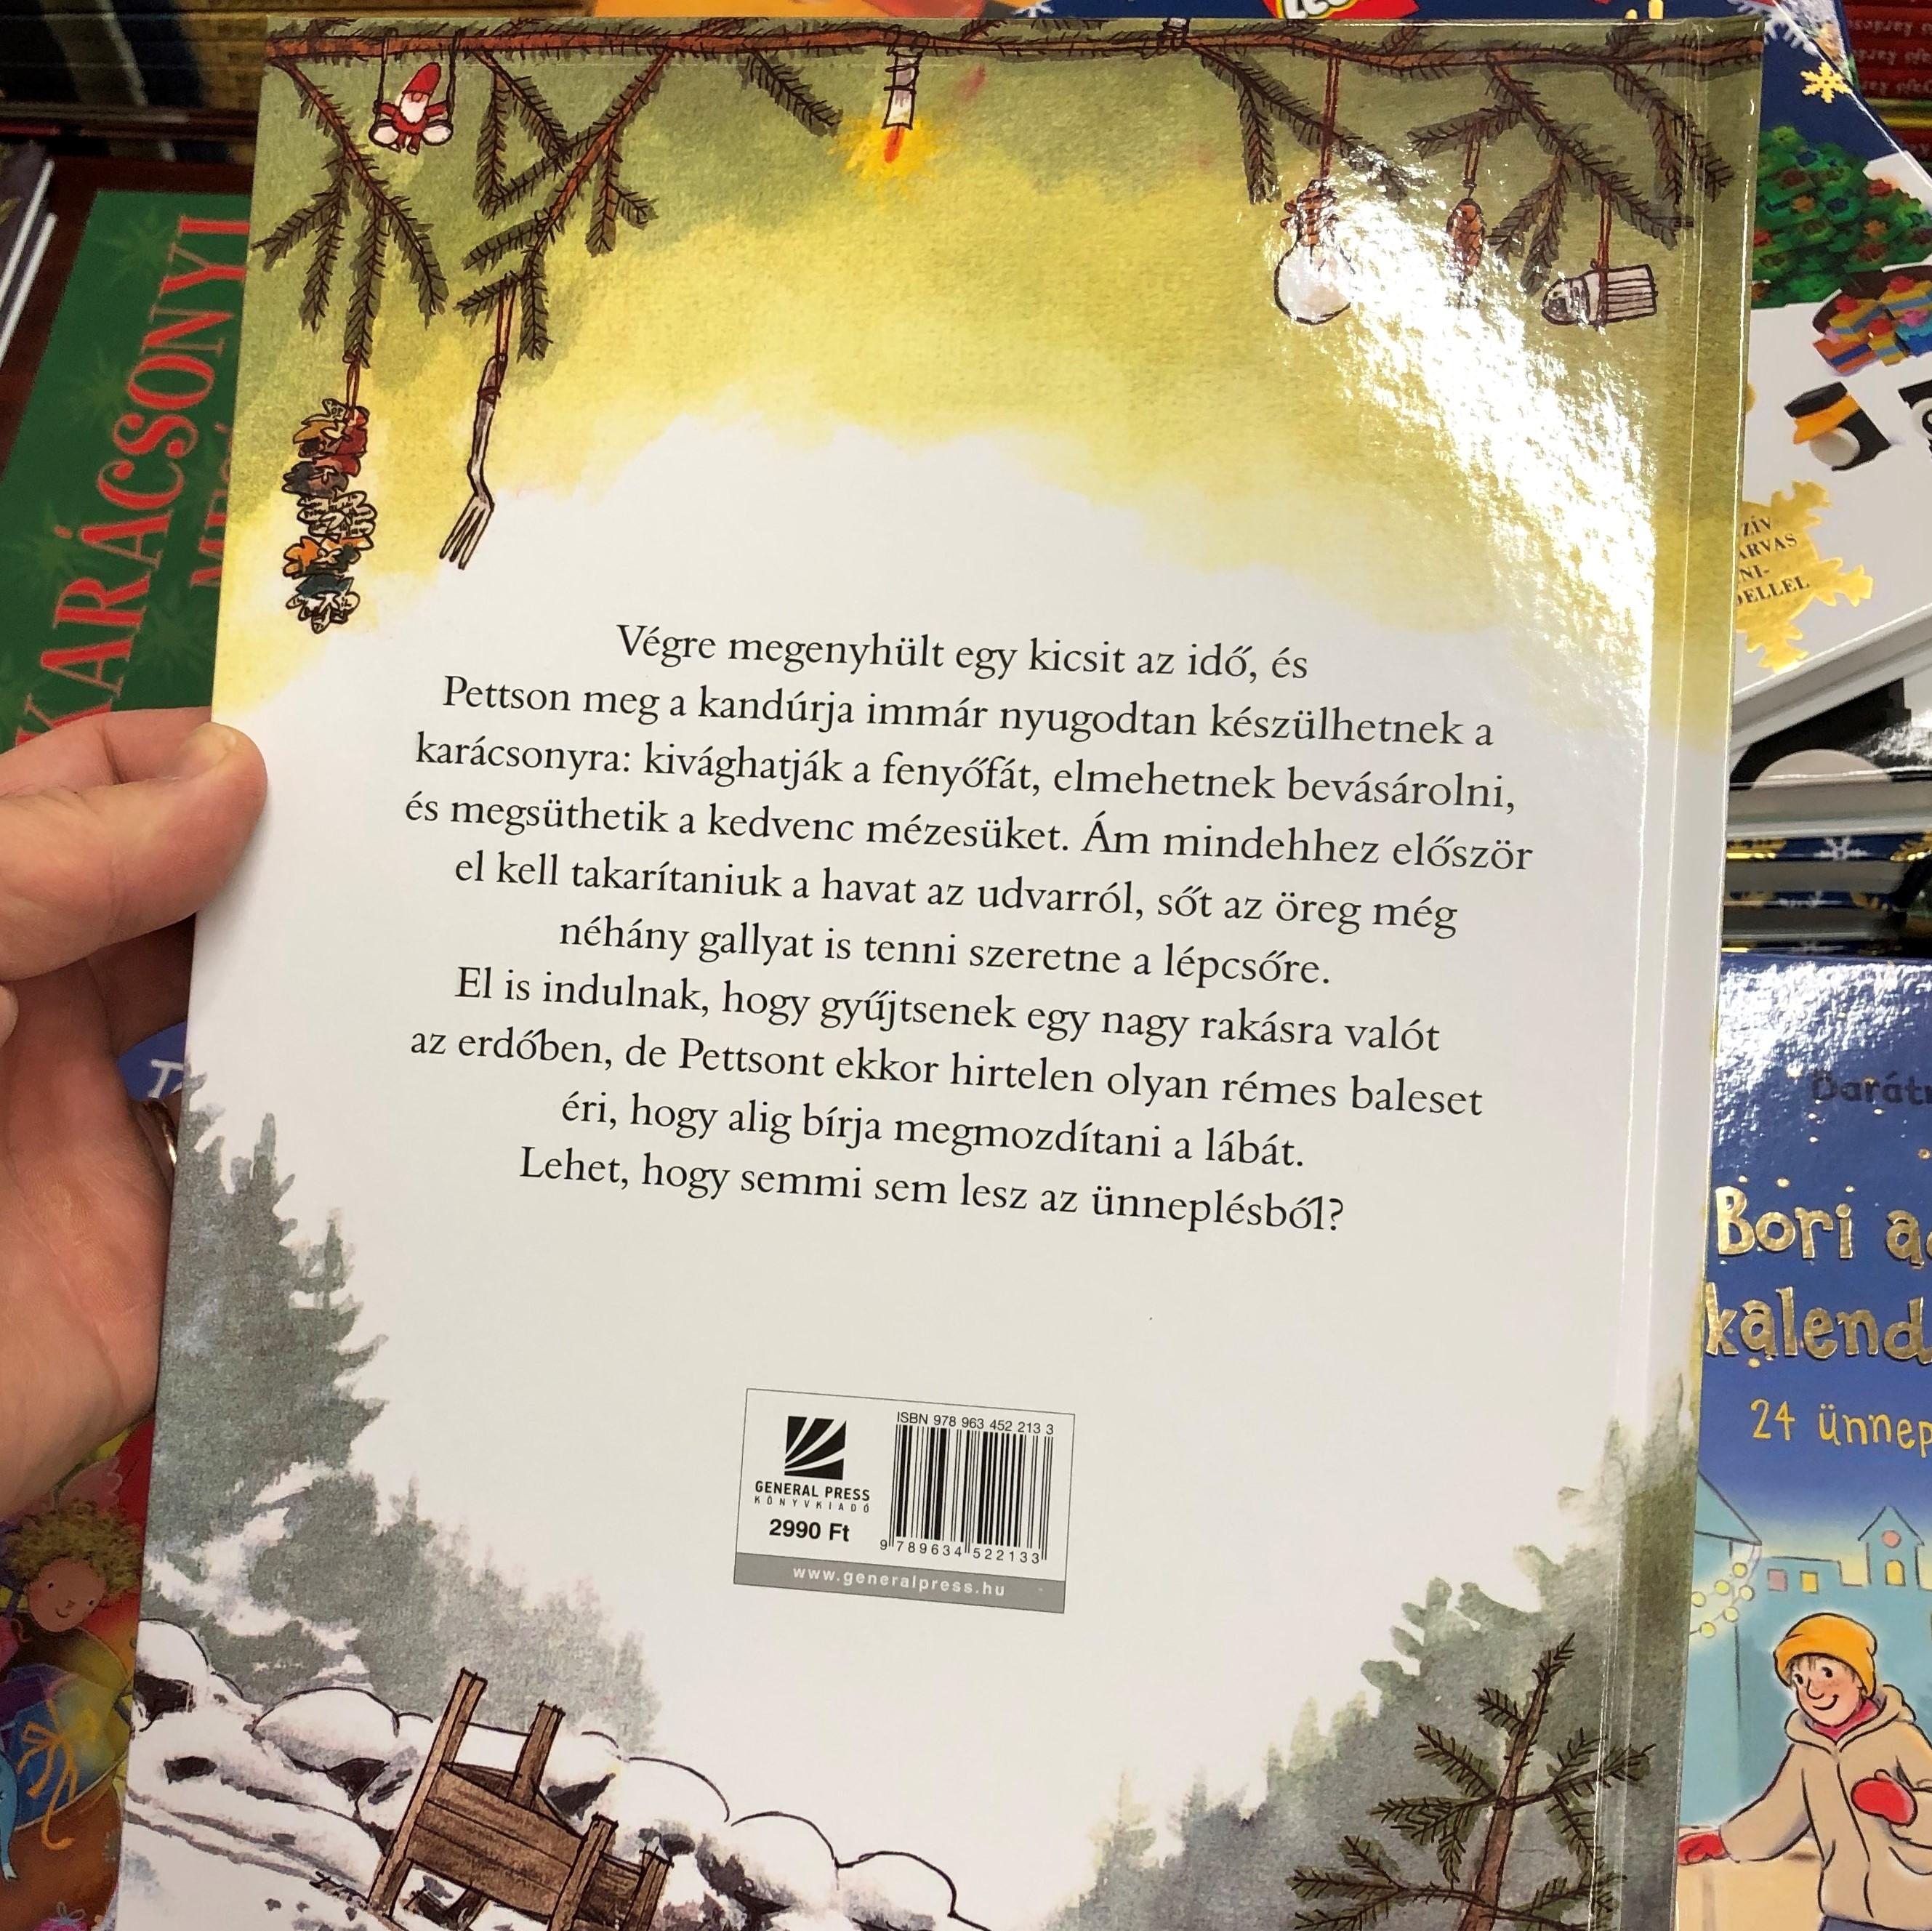 KARÁCSONYI
Végre megenyhült egy kicsit az idő, és
Pettson meg a kandúrja immár nyugodtan készülhetnek a
karácsonyra: kivághatják a fenyőfát, elmehetnek bevásárolni,
és megsüthetik a kedvenc mézesüket. Ám mindehhez először
el kell takarítaniuk a havat az udvarról, sőt az öreg még
néhány gallyat is tenni szeretne a lépcsőre.
El is indulnak, hogy gyűjtsenek egy nagy rakásra valót
az erdőben, de Pettsont ekkor hirtelen olyan rémes baleset
éri, hogy alig bírja megmozdítani a lábát.
Lehet, hogy semmi sem lesz az ünneplésből?
ISBN 978 963 452 213 3
GENERAL PRESS
KÖNYVKIADÓ
2990 Ft
9 789634 522133
www.generalpress.hu
Bori
kalend
24 ünnep